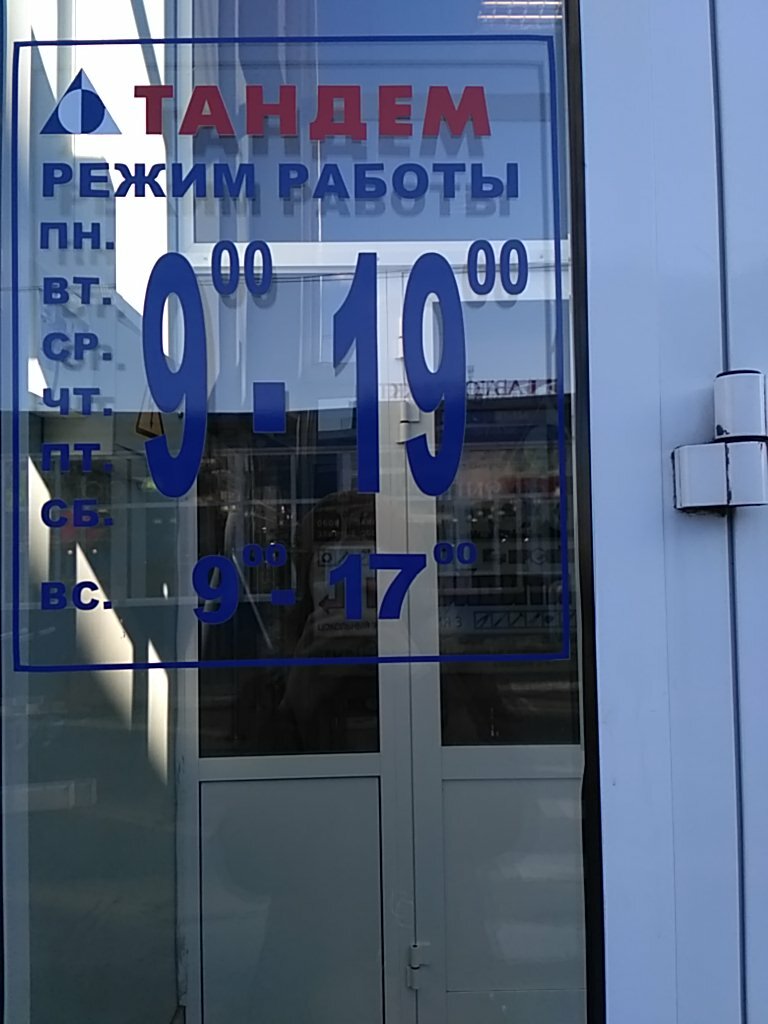 ТАНДЕМ
РЕЖИМ РАБОТЫ
ПН.
ВТ.
СР.
ЧТ.
ПТ.
СБ.
9⁰⁰ - 19⁰⁰
ВС. 9⁰⁰ - 17⁰⁰